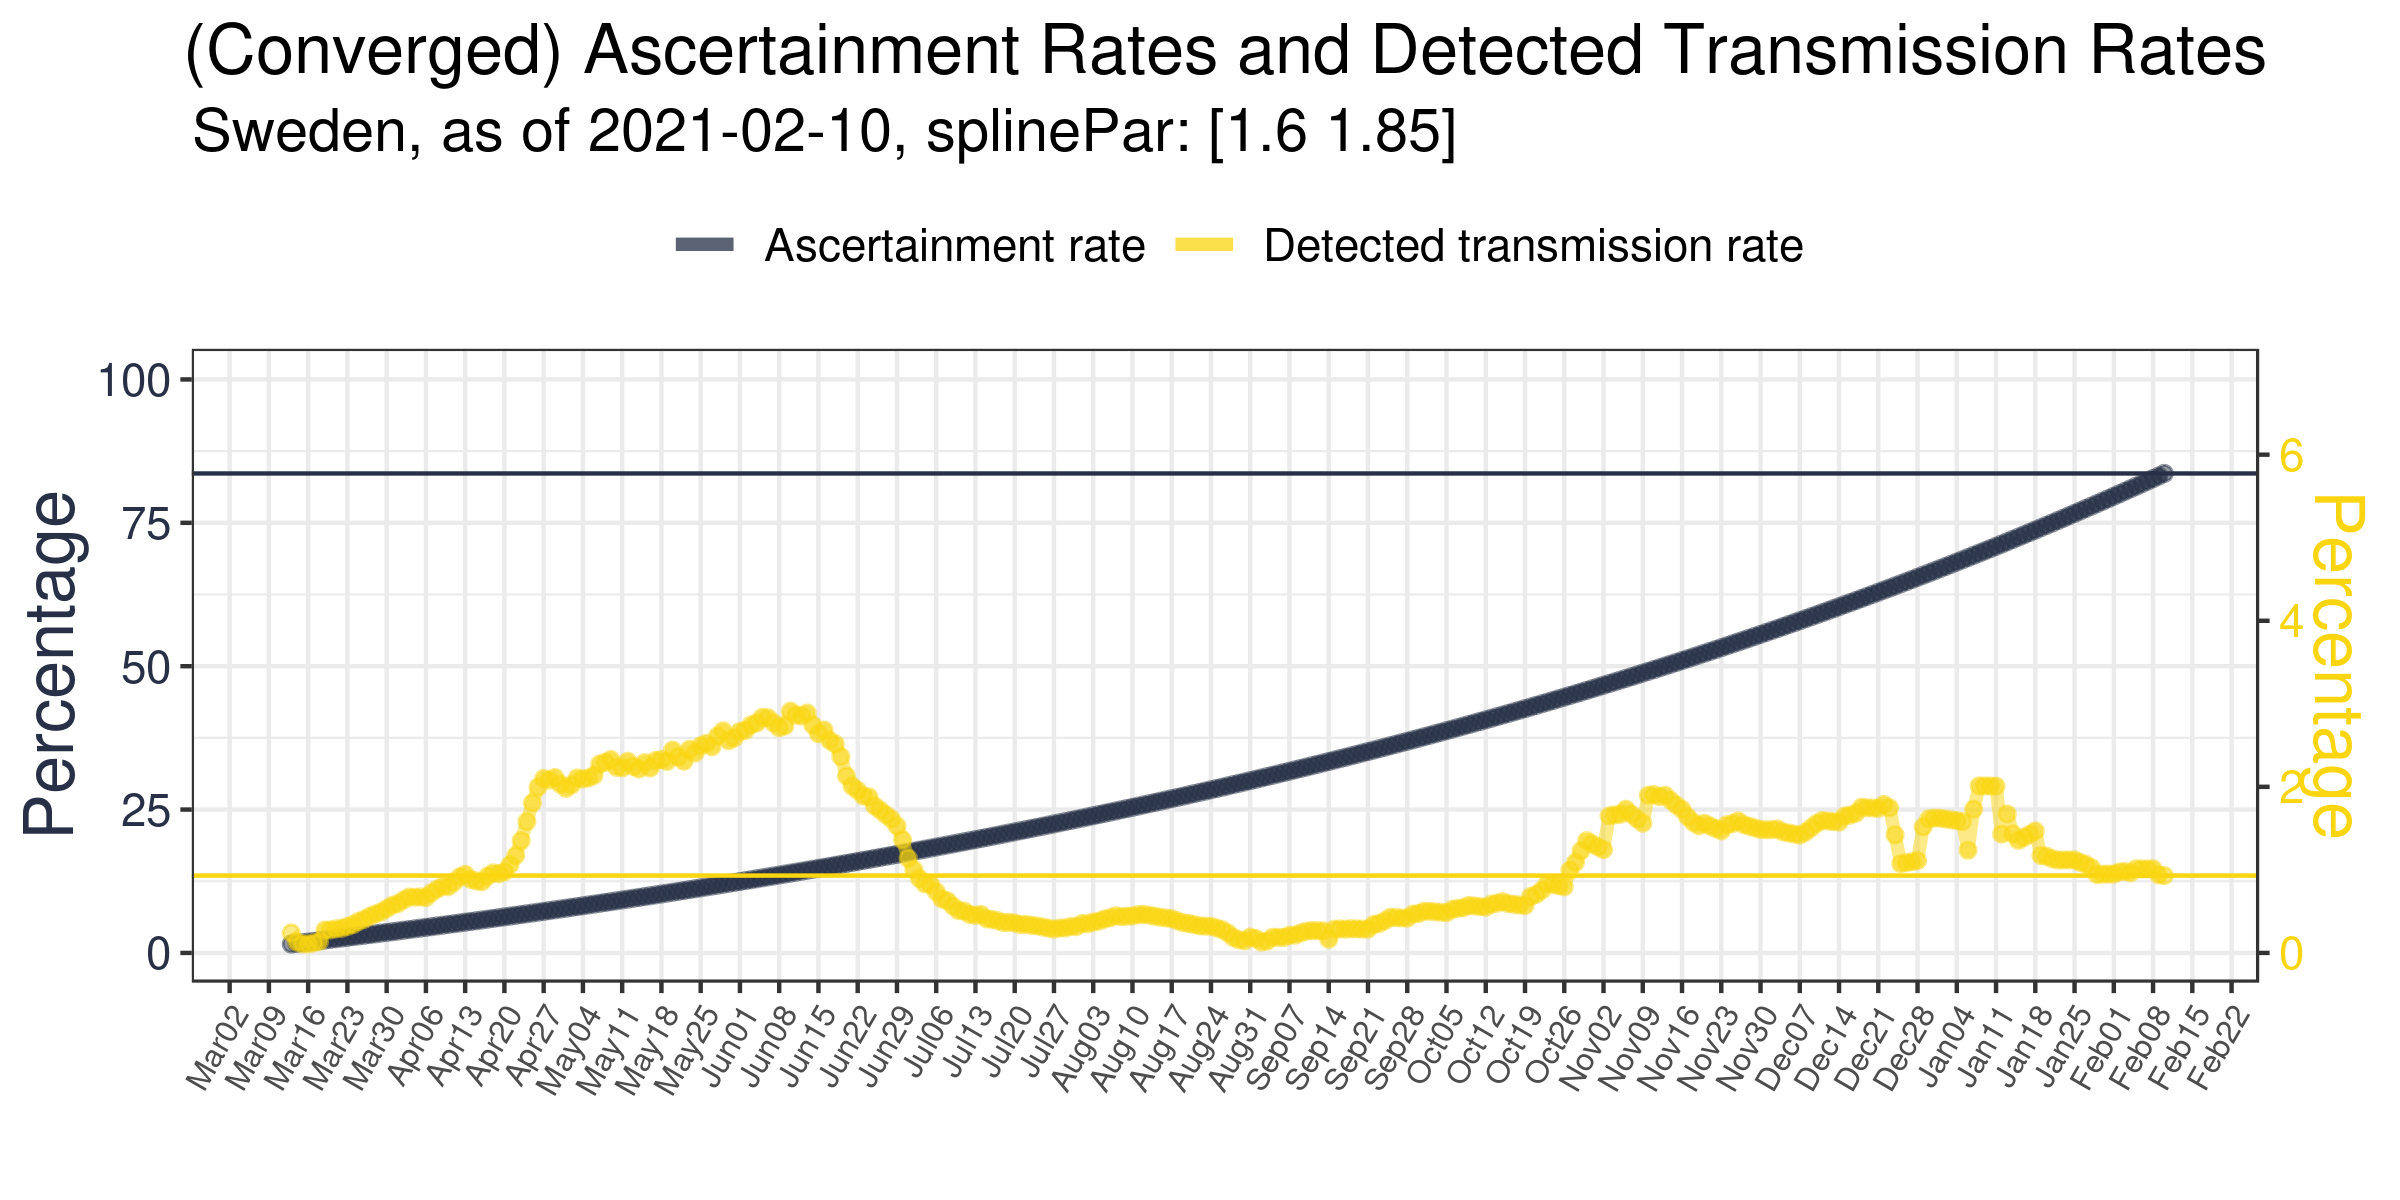 (Converged) Ascertainment Rates and Detected Transmission Rates
Sweden, as of 2021-02-10, splinePar: [1.6 1.85]
Ascertainment rate Detected transmission rate
Percentage
100
75
50
25
0
6
4
2
0
Percentage
Mar02 Mar09 Mar16 Mar23 Mar30 Apr06 Apr13 Apr20 Apr27 May04 May11 May18 May25 Jun01 Jun08 Jun15 Jun22 Jun29 Jul06 Jul13 Jul20 Jul27 Aug03 Aug10 Aug17 Aug24 Aug31 Sep07 Sep14 Sep21 Sep28 Oct05 Oct12 Oct19 Oct26 Nov02 Nov09 Nov16 Nov23 Nov30 Dec07 Dec14 Dec21 Dec28 Jan04 Jan11 Jan18 Jan25 Feb01 Feb08 Feb15 Feb22